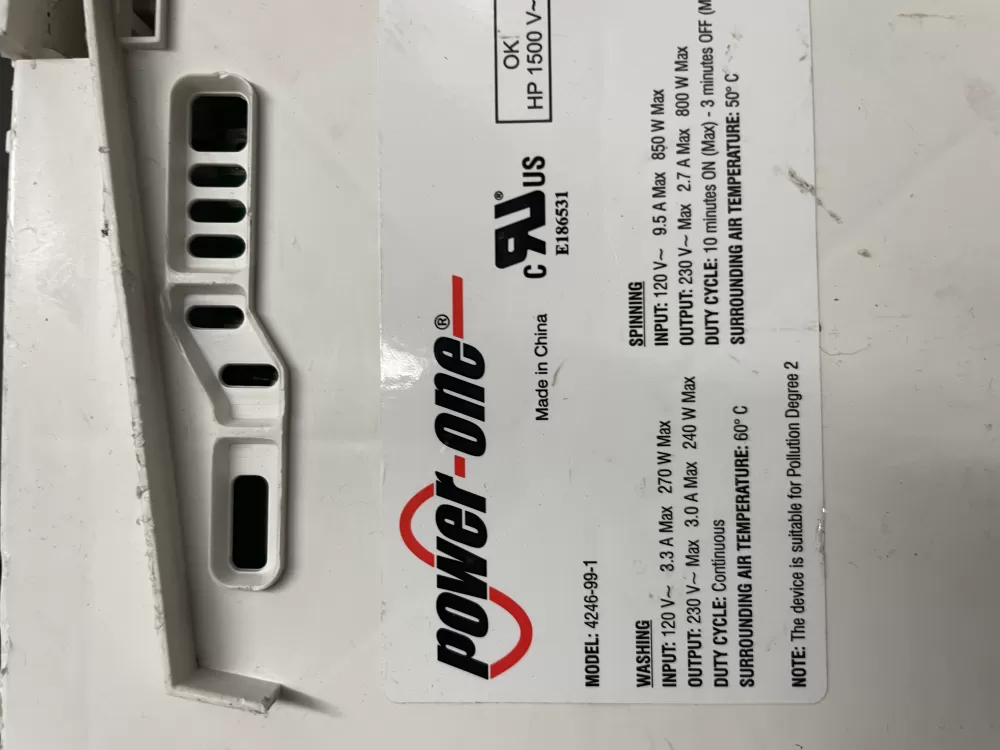 power-one®
Made in China
c RU® US
E186531
OK!
HP 1500 V~
MODEL: 4246-99-1
WASHING
INPUT: 120 V~ 3.3 A Max 270 W Max
OUTPUT: 230 V~ Max 3.0 A Max 240 W Max
DUTY CYCLE: Continuous
SURROUNDING AIR TEMPERATURE: 60° C
SPINNING
INPUT: 120 V~ 9.5 A Max 850 W Max
OUTPUT: 230 V~ Max 2.7 A Max 800 W Max
DUTY CYCLE: 10 minutes ON (Max) - 3 minutes OFF (M
SURROUNDING AIR TEMPERATURE: 50° C
NOTE: The device is suitable for Pollution Degree 2